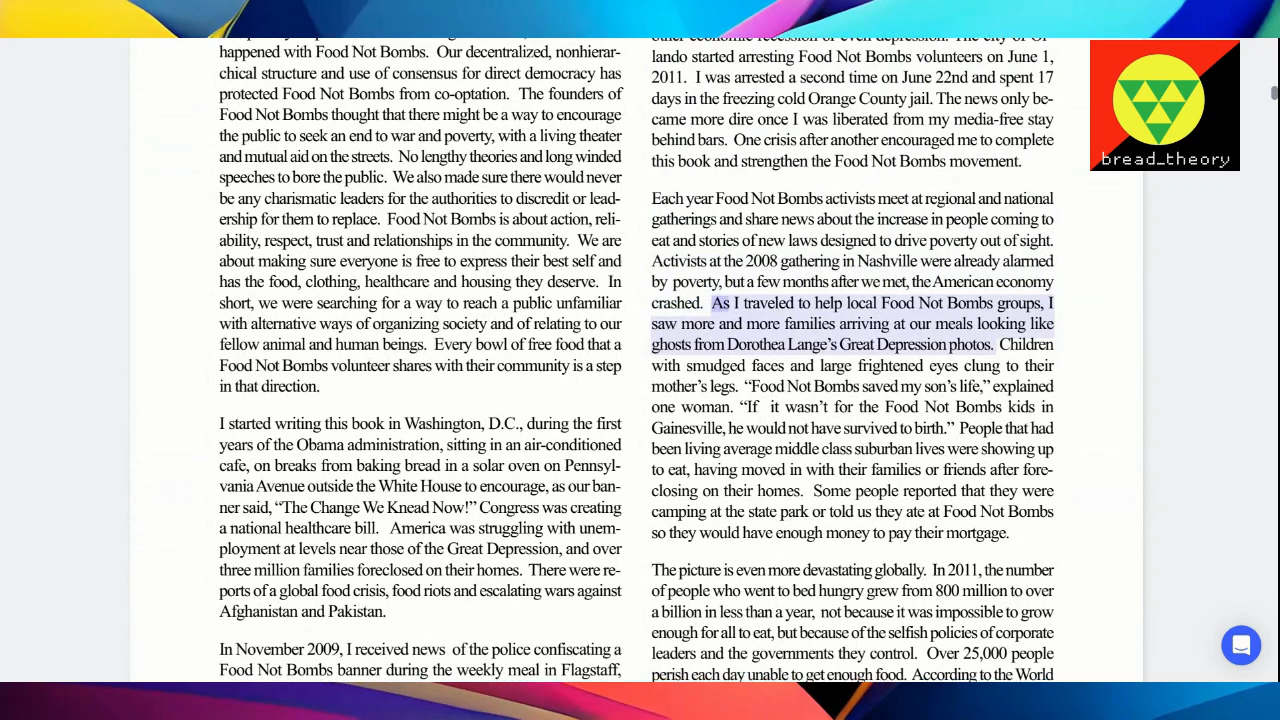 happened with Food Not Bombs. Our decentralized, nonhierar-
chical structure and use of consensus for direct democracy has
protected Food Not Bombs from co-optation. The founders of
Food Not Bombs thought that there might be a way to encourage
the public to seek an end to war and poverty, with a living theater
and mutual aid on the streets. No lengthy theories and long winded
speeches to bore the public. We also made sure there would never
be any charismatic leaders for the authorities to discredit or lead-
ership for them to replace. Food Not Bombs is about action, reli-
ability, respect, trust and relationships in the community. We are
about making sure everyone is free to express their best self and
has the food, clothing, healthcare and housing they deserve. In
short, we were searching for a way to reach a public unfamiliar
with alternative ways of organizing society and of relating to our
fellow animal and human beings. Every bowl of free food that a
Food Not Bombs volunteer shares with their community is a step
in that direction.
I started writing this book in Washington, D.C., during the first
years of the Obama administration, sitting in an air-conditioned
cafe, on breaks from baking bread in a solar oven on Pennsyl-
vania Avenue outside the White House to encourage, as our ban-
ner said, “The Change We Knead Now!” Congress was creating
a national healthcare bill. America was struggling with unem-
ployment at levels near those of the Great Depression, and over
three million families foreclosed on their homes. There were re-
ports of a global food crisis, food riots and escalating wars against
Afghanistan and Pakistan.
In November 2009, I received news of the police confiscating a
Food Not Bombs banner during the weekly meal in Flagstaff,
other economic recession or even depression. The city of Or-
lando started arresting Food Not Bombs volunteers on June 1,
2011. I was arrested a second time on June 22nd and spent 17
days in the freezing cold Orange County jail. The news only be-
came more dire once I was liberated from my media-free stay
behind bars. One crisis after another encouraged me to complete
this book and strengthen the Food Not Bombs movement.
Each year Food Not Bombs activists meet at regional and national
gatherings and share news about the increase in people coming to
eat and stories of new laws designed to drive poverty out of sight.
Activists at the 2008 gathering in Nashville were already alarmed
by poverty, but a few months after we met, the American economy
crashed. As I traveled to help local Food Not Bombs groups, I
saw more and more families arriving at our meals looking like
ghosts from Dorothea Lange’s Great Depression photos. Children
with smudged faces and large frightened eyes clung to their
mother’s legs. “Food Not Bombs saved my son’s life,” explained
one woman. “If it wasn’t for the Food Not Bombs kids in
Gainesville, he would not have survived to birth.” People that had
been living average middle class suburban lives were showing up
to eat, having moved in with their families or friends after fore-
closing on their homes. Some people reported that they were
camping at the state park or told us they ate at Food Not Bombs
so they would have enough money to pay their mortgage.
The picture is even more devastating globally. In 2011, the number
of people who went to bed hungry grew from 800 million to over
a billion in less than a year, not because it was impossible to grow
enough for all to eat, but because of the selfish policies of corporate
leaders and the governments they control. Over 25,000 people
perish each day unable to get enough food. According to the World
bread_theory